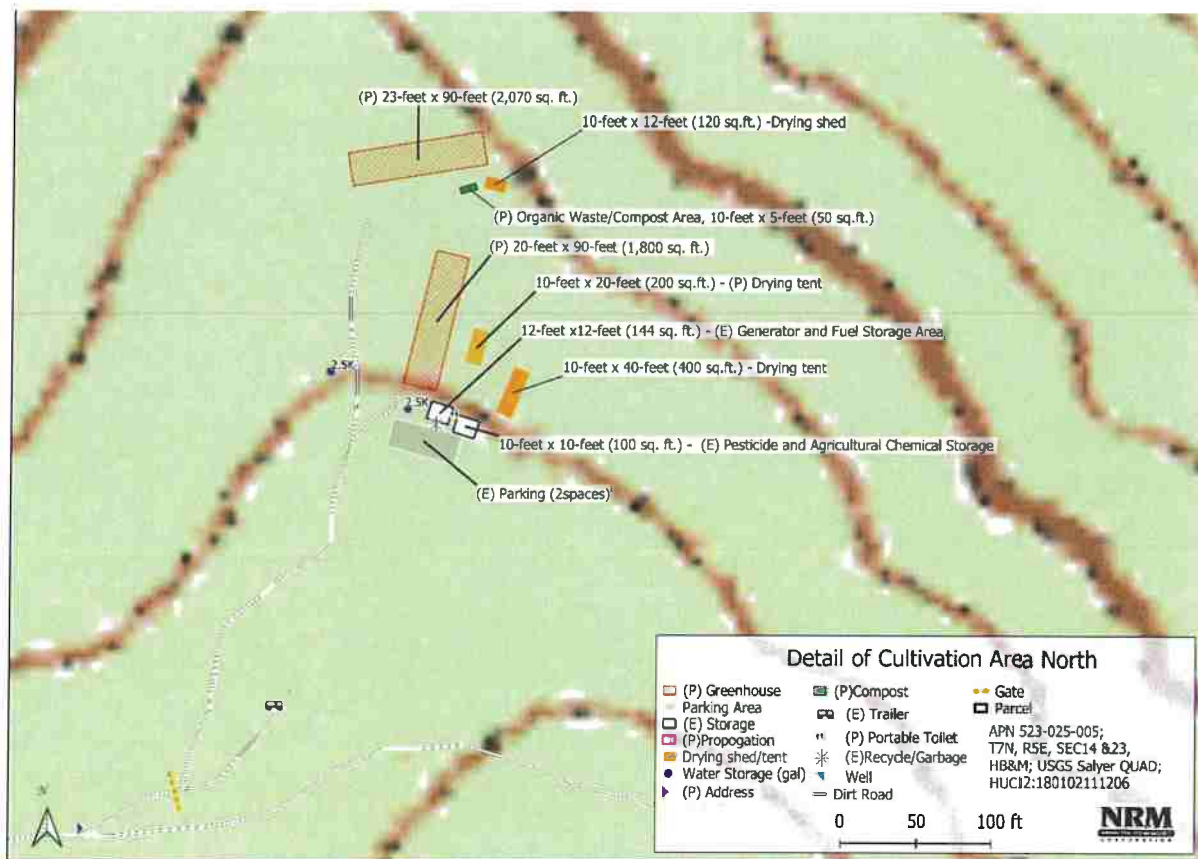 (P) 23-feet x 90-feet (2,070 sq. ft.)
10-feet x 12-feet (120 sq.ft.) -Drying shed
(P) Organic Waste/Compost Area, 10-feet x 5-feet (50 sq.ft.)
(P) 20-feet x 90-feet (1,800 sq. ft.)
10-feet x 20-feet (200 sq.ft.) - (P) Drying tent
12-feet x12-feet (144 sq. ft.) - (E) Generator and Fuel Storage Area
2.5K
10-feet x 40-feet (400 sq.ft.) - Drying tent
2.5K
10-feet x 10-feet (100 sq. ft.) - (E) Pesticide and Agricultural Chemical Storage
(E) Parking (2spaces)
Detail of Cultivation Area North
(P) Greenhouse
Parking Area
(E) Storage
(P)Propogation
Drying shed/tent
Water Storage (gal)
(P) Address
(P)Compost
(E) Trailer
(P) Portable Toilet
(E)Recycle/Garbage
Well
Dirt Road
Gate
Parcel
APN 523-025-005;
T7N, R5E, SEC14 &23,
HB&M; USGS Salyer QUAD;
HUC12:180102111206
0 50 100 ft
N
NRM
CORPORATION